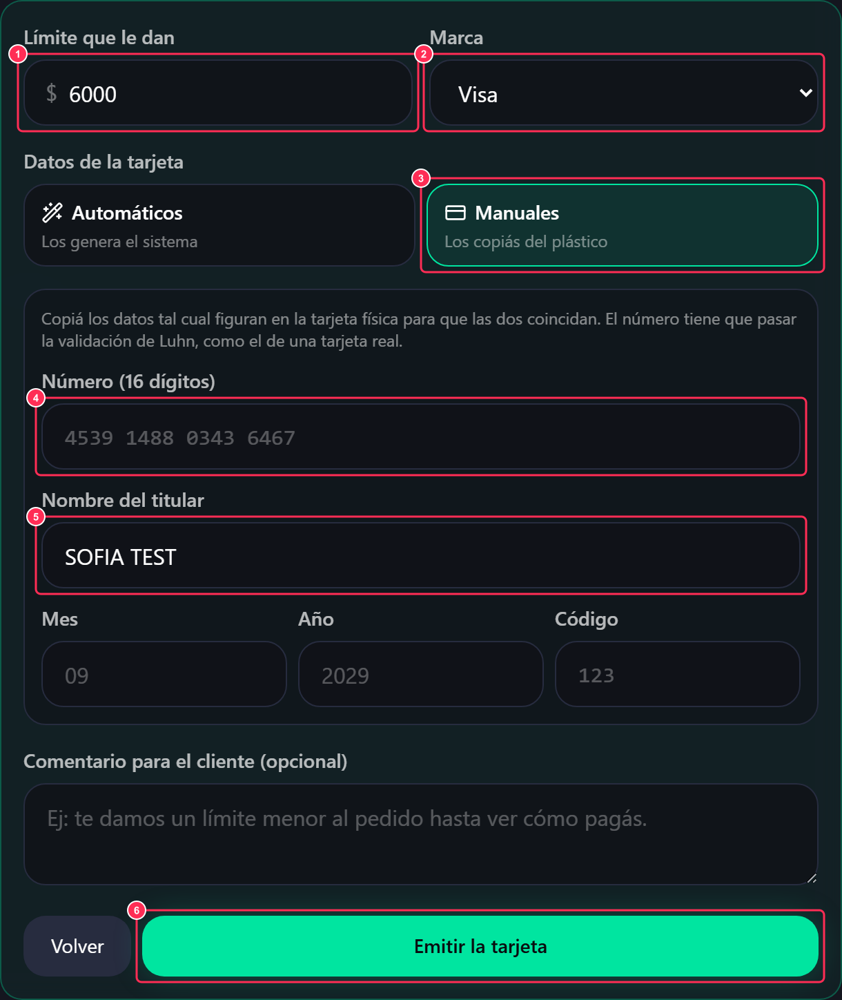 Límite que le dan
Marca
1
2
$ 6000
Visa
Datos de la tarjeta
3
Automáticos
Los genera el sistema
Manuales
Los copiás del plástico
Copiá los datos tal cual figuran en la tarjeta física para que las dos coincidan. El número tiene que pasar
la validación de Luhn, como el de una tarjeta real.
Número (16 dígitos)
4
4539 1488 0343 6467
Nombre del titular
5
SOFIA TEST
Mes
Año
Código
09
2029
123
Comentario para el cliente (opcional)
Ej: te damos un límite menor al pedido hasta ver cómo pagás.
6
Volver
Emitir la tarjeta